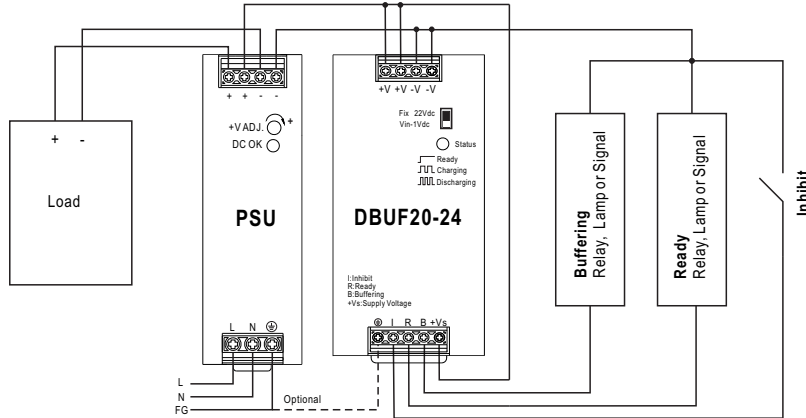 + + - -
+V +V -V -V
Fix 22Vdc
Vin-1Vdc
+
+V ADJ.
DC OK
Status
Ready
Charging
Discharging
+ -
Load
PSU
DBUF20-24
Buffering
Relay, Lamp or Signal
Ready
Relay, Lamp or Signal
Inhibit
I:Inhibit
R:Ready
B:Buffering
+Vs:Supply Voltage
L N ⏚
⏚ I R B +Vs
L
N
FG
Optional